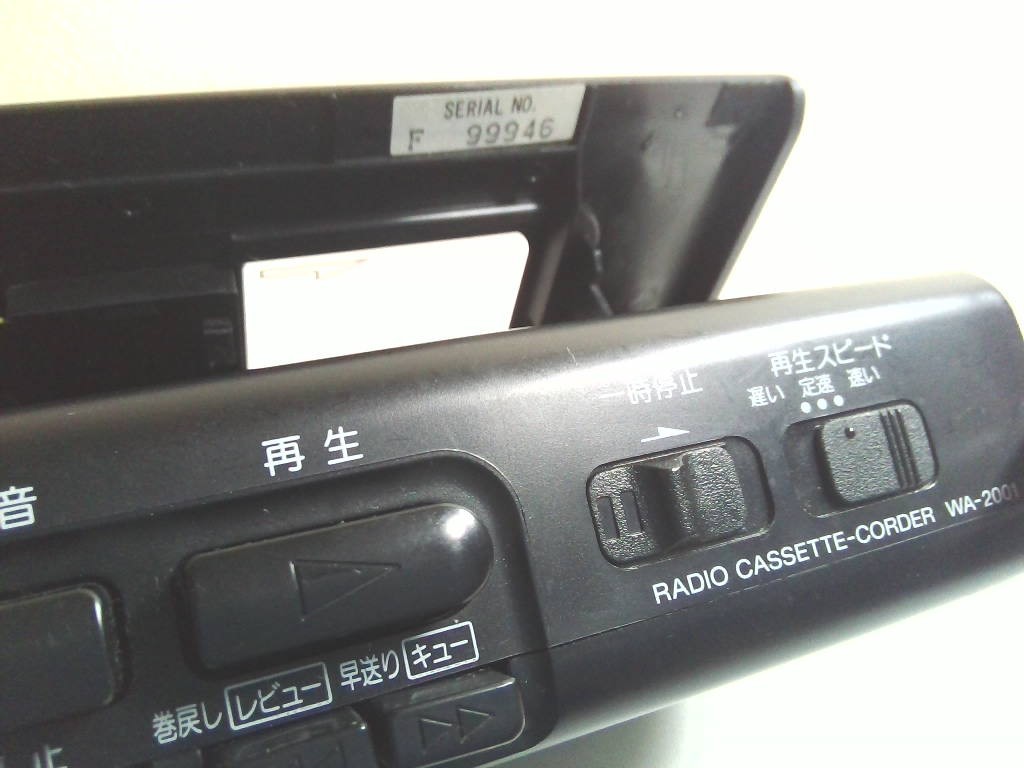 SERIAL NO.
F 99946
再生スピード
遅い 定速 速い
一時停止
再生
音
RADIO CASSETTE-CORDER WA-2001
巻戻し レビュー 早送り キュー
止